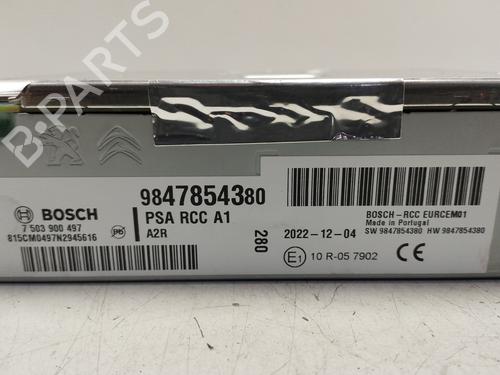 B-PARTS
BOSCH
7 503 900 497
815CM0497N2945616
Pb
9847854380
PSA RCC A1
A2R
280
2022-12-04
E1 10 R-05 7902
BOSCH-RCC EURCEM01
Made in Portugal
SW 9847854380 HW 9847854380
CE